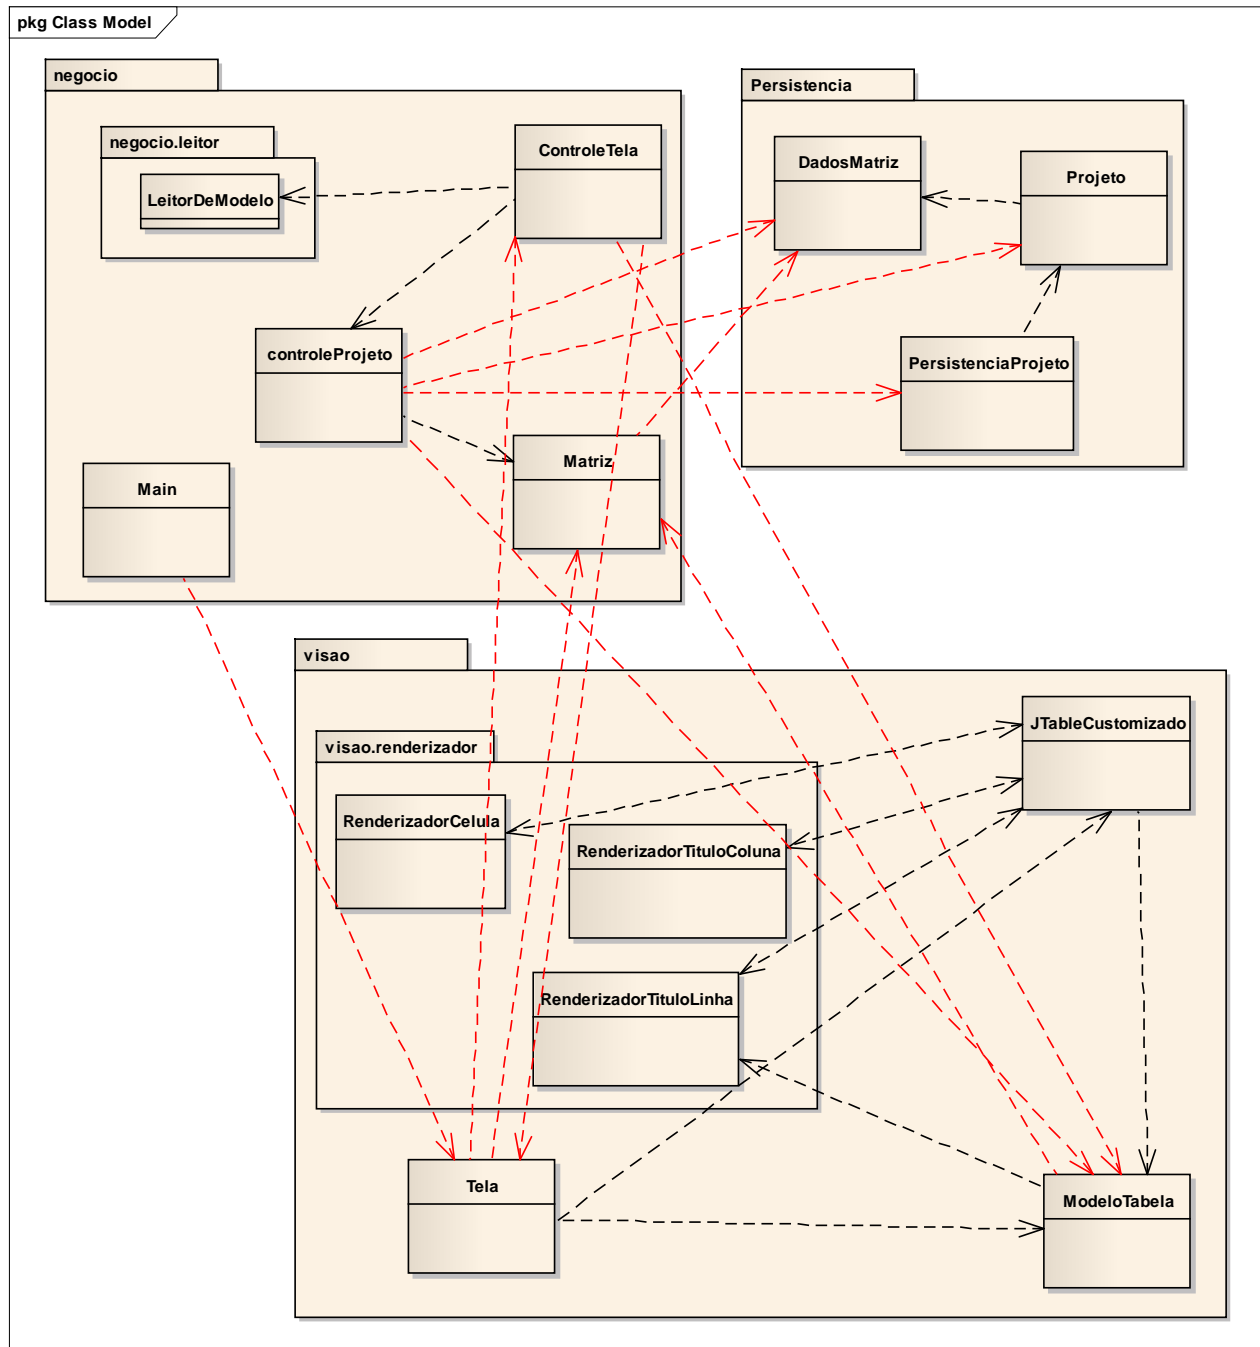 pkg Class Model
negocio
Persistencia
negocio.leitor
LeitorDeModelo
ControleTela
DadosMatriz
Projeto
controleProjeto
PersistenciaProjeto
Matriz
Main
visao
visao.renderizador
JTableCustomizado
RenderizadorCelula
RenderizadorTituloColuna
RenderizadorTituloLinha
Tela
ModeloTabela